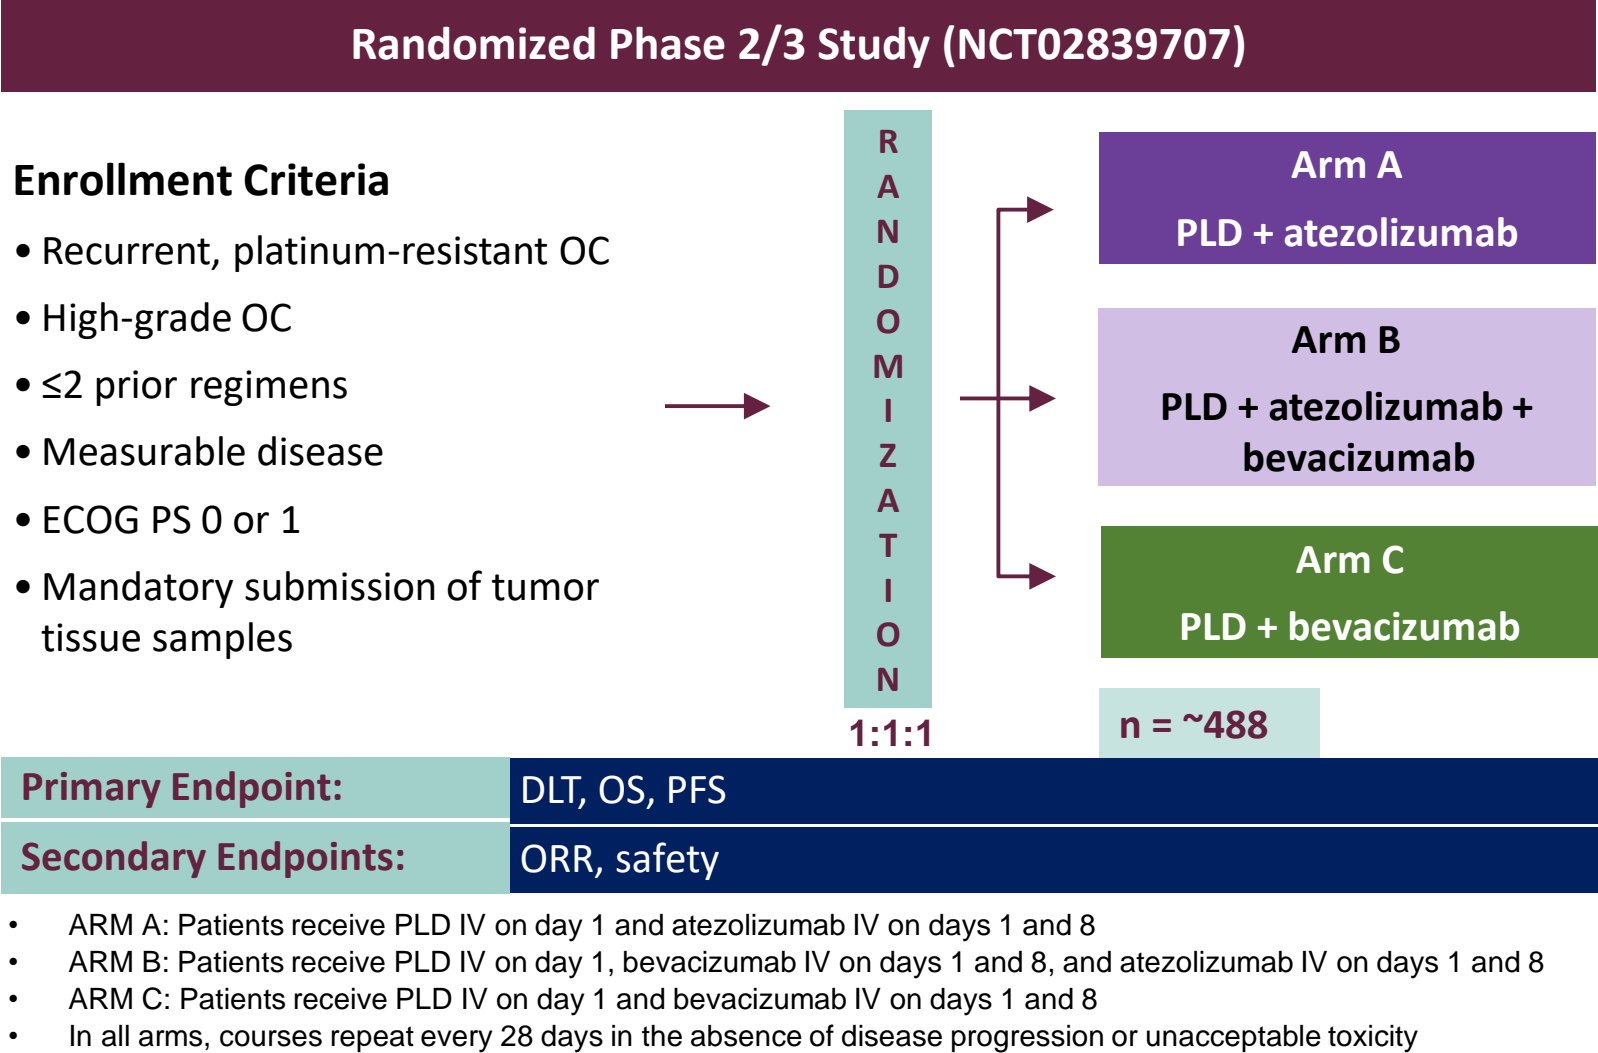 Randomized Phase 2/3 Study (NCT02839707)
Enrollment Criteria
• Recurrent, platinum-resistant OC
• High-grade OC
• ≤2 prior regimens
• Measurable disease
• ECOG PS 0 or 1
• Mandatory submission of tumor
tissue samples
R
A
N
D
O
M
I
Z
A
T
I
O
N
1:1:1
Arm A
PLD + atezolizumab
Arm B
PLD + atezolizumab +
bevacizumab
Arm C
PLD + bevacizumab
n = ~488
Primary Endpoint:
DLT, OS, PFS
Secondary Endpoints:
ORR, safety
• ARM A: Patients receive PLD IV on day 1 and atezolizumab IV on days 1 and 8
• ARM B: Patients receive PLD IV on day 1, bevacizumab IV on days 1 and 8, and atezolizumab IV on days 1 and 8
• ARM C: Patients receive PLD IV on day 1 and bevacizumab IV on days 1 and 8
• In all arms, courses repeat every 28 days in the absence of disease progression or unacceptable toxicity